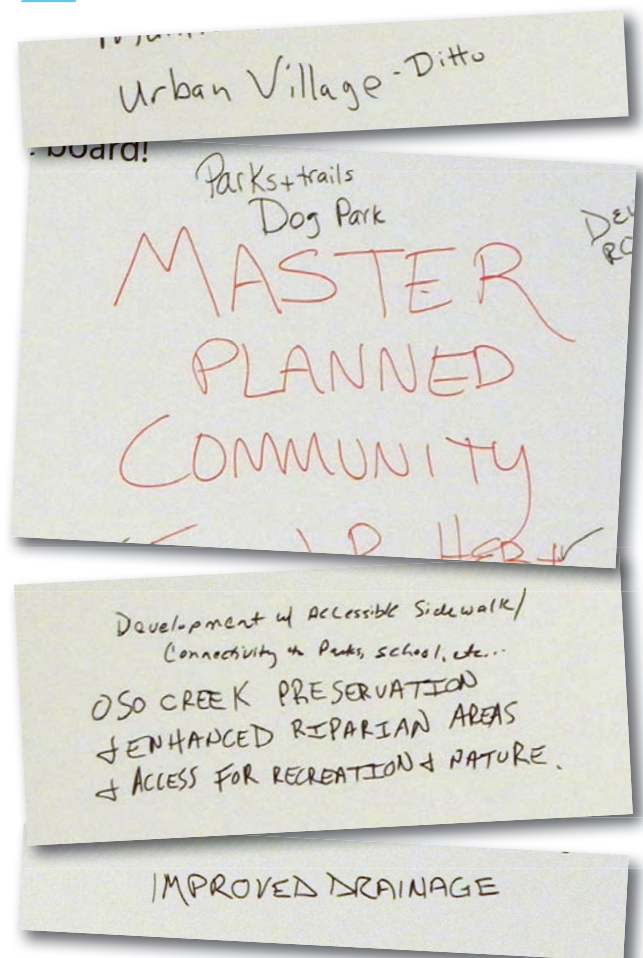 Urban Village - Ditto
board!
Parks + trails
Dog Park
MASTER
PLANNED
COMMUNITY
Development w/ Accessible Sidewalk/
Connectivity to Parks, school, etc...
OSO CREEK PRESERVATION
+ ENHANCED RIPARIAN AREAS
+ ACCESS FOR RECREATION + NATURE.
IMPROVED DRAINAGE